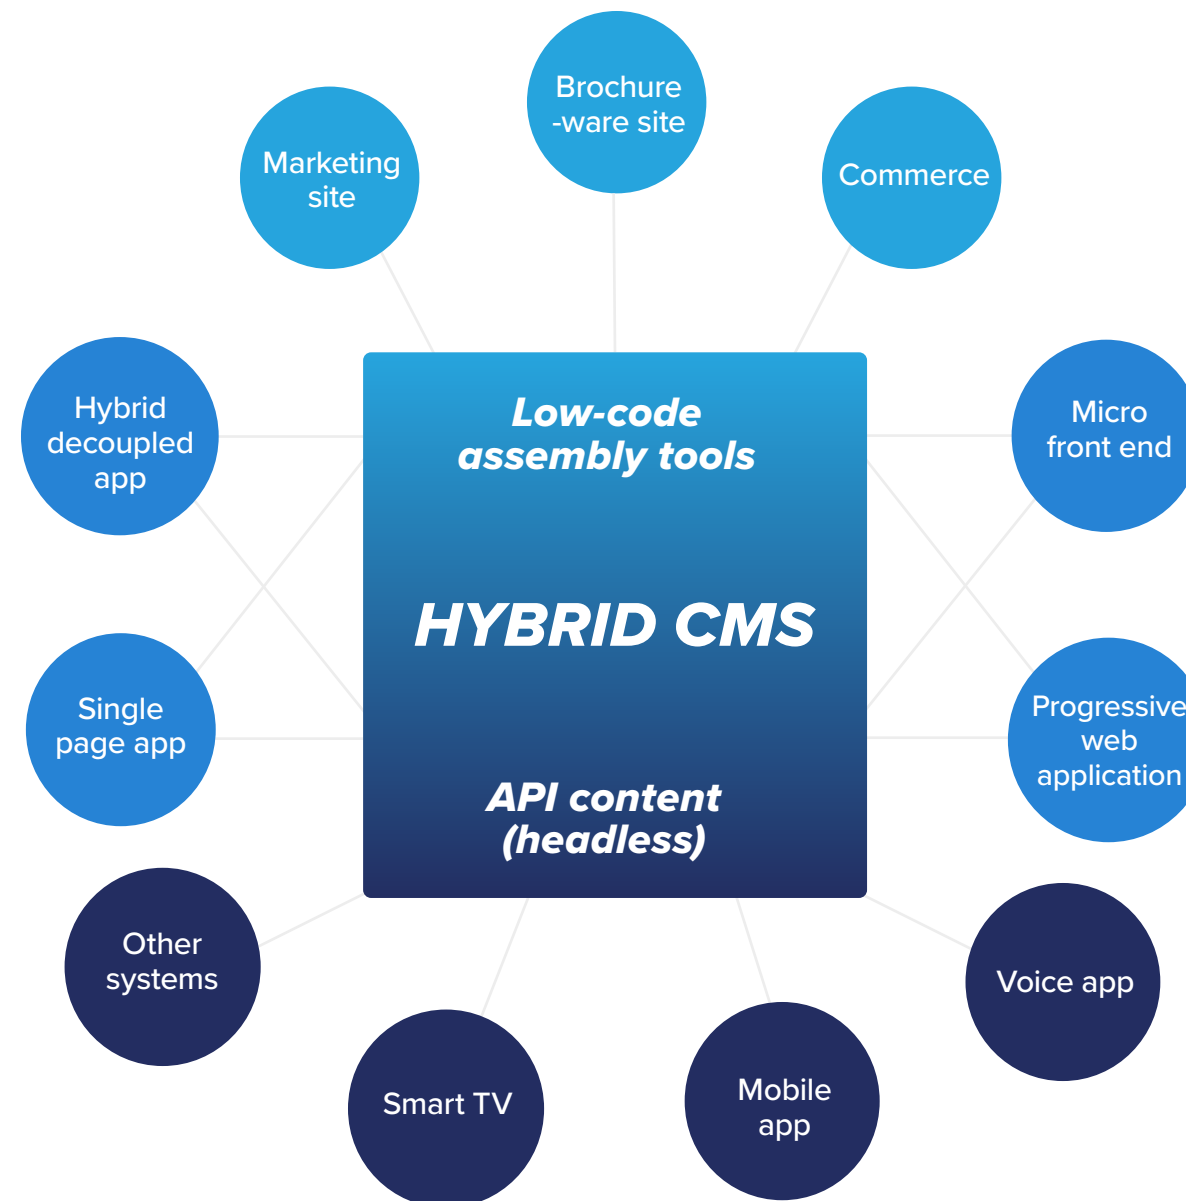 Brochure
-ware site
Marketing
site
Commerce
Hybrid
decoupled
app
Low-code
assembly tools
Micro
front end
HYBRID CMS
Single
page app
Progressive
web
application
API content
(headless)
Other
systems
Voice app
Smart TV
Mobile
app